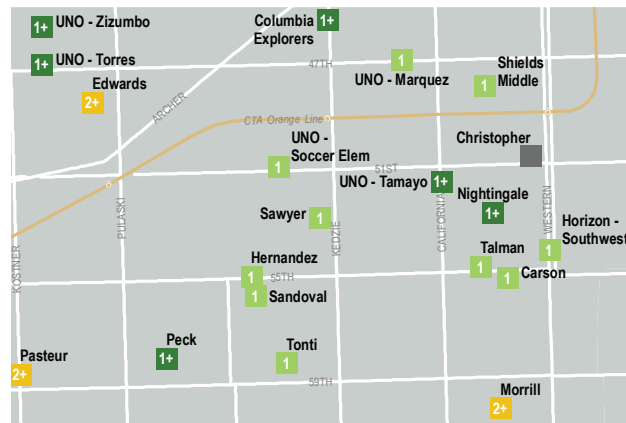 UNO - Zizumbo
1+
Columbia
Explorers
1+
UNO - Torres
1+
47TH
UNO - Marquez
1
Shields
Middle
1
Edwards
2+
ARCHER
CTA Orange Line
UNO -
Soccer Elem
1
51ST
Christopher
UNO - Tamayo
1+
Nightingale
1+
PULASKI
Sawyer
1
KEDZIE
CALIFORNIA
WESTERN
Horizon -
Southwest
1
KOSTNER
Hernandez
1
55TH
Sandoval
1
Talman
1
Carson
1
Peck
1+
Tonti
1
Pasteur
2+
59TH
Morrill
2+